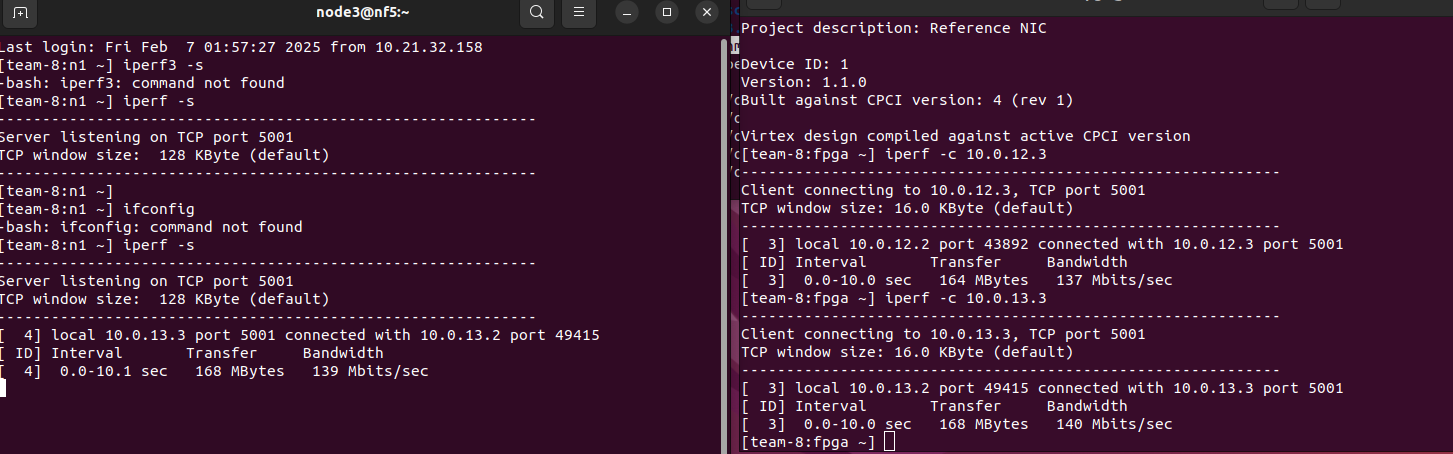 node3@nf5:~
Last login: Fri Feb  7 01:57:27 2025 from 10.21.32.158
[team-8:n1 ~] iperf3 -s
-bash: iperf3: command not found
[team-8:n1 ~] iperf -s
------------------------------------------------------------
Server listening on TCP port 5001
TCP window size:  128 KByte (default)
------------------------------------------------------------
[team-8:n1 ~]
[team-8:n1 ~] ifconfig
-bash: ifconfig: command not found
[team-8:n1 ~] iperf -s
------------------------------------------------------------
Server listening on TCP port 5001
TCP window size:  128 KByte (default)
------------------------------------------------------------
[  4] local 10.0.13.3 port 5001 connected with 10.0.13.2 port 49415
[ ID] Interval       Transfer     Bandwidth
[  4]  0.0-10.1 sec   168 MBytes   139 Mbits/sec
Project description: Reference NIC
Device ID: 1
Version: 1.1.0
Built against CPCI version: 4 (rev 1)
Virtex design compiled against active CPCI version
[team-8:fpga ~] iperf -c 10.0.12.3
------------------------------------------------------------
Client connecting to 10.0.12.3, TCP port 5001
TCP window size: 16.0 KByte (default)
------------------------------------------------------------
[  3] local 10.0.12.2 port 43892 connected with 10.0.12.3 port 5001
[ ID] Interval       Transfer     Bandwidth
[  3]  0.0-10.0 sec   164 MBytes   137 Mbits/sec
[team-8:fpga ~] iperf -c 10.0.13.3
------------------------------------------------------------
Client connecting to 10.0.13.3, TCP port 5001
TCP window size: 16.0 KByte (default)
------------------------------------------------------------
[  3] local 10.0.13.2 port 49415 connected with 10.0.13.3 port 5001
[ ID] Interval       Transfer     Bandwidth
[  3]  0.0-10.0 sec   168 MBytes   140 Mbits/sec
[team-8:fpga ~]